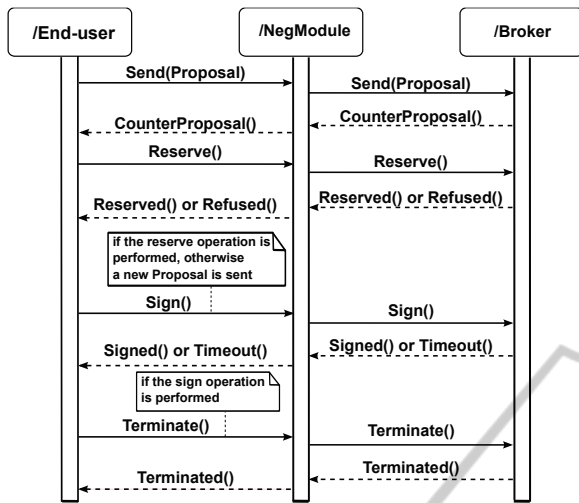 /End-user
/NegModule
/Broker
Send(Proposal)
Send(Proposal)
CounterProposal()
CounterProposal()
Reserve()
Reserve()
Reserved() or Refused()
Reserved() or Refused()
if the reserve operation is
performed, otherwise
a new Proposal is sent
Sign()
Sign()
Signed() or Timeout()
Signed() or Timeout()
if the sign operation
is performed
Terminate()
Terminate()
Terminated()
Terminated()